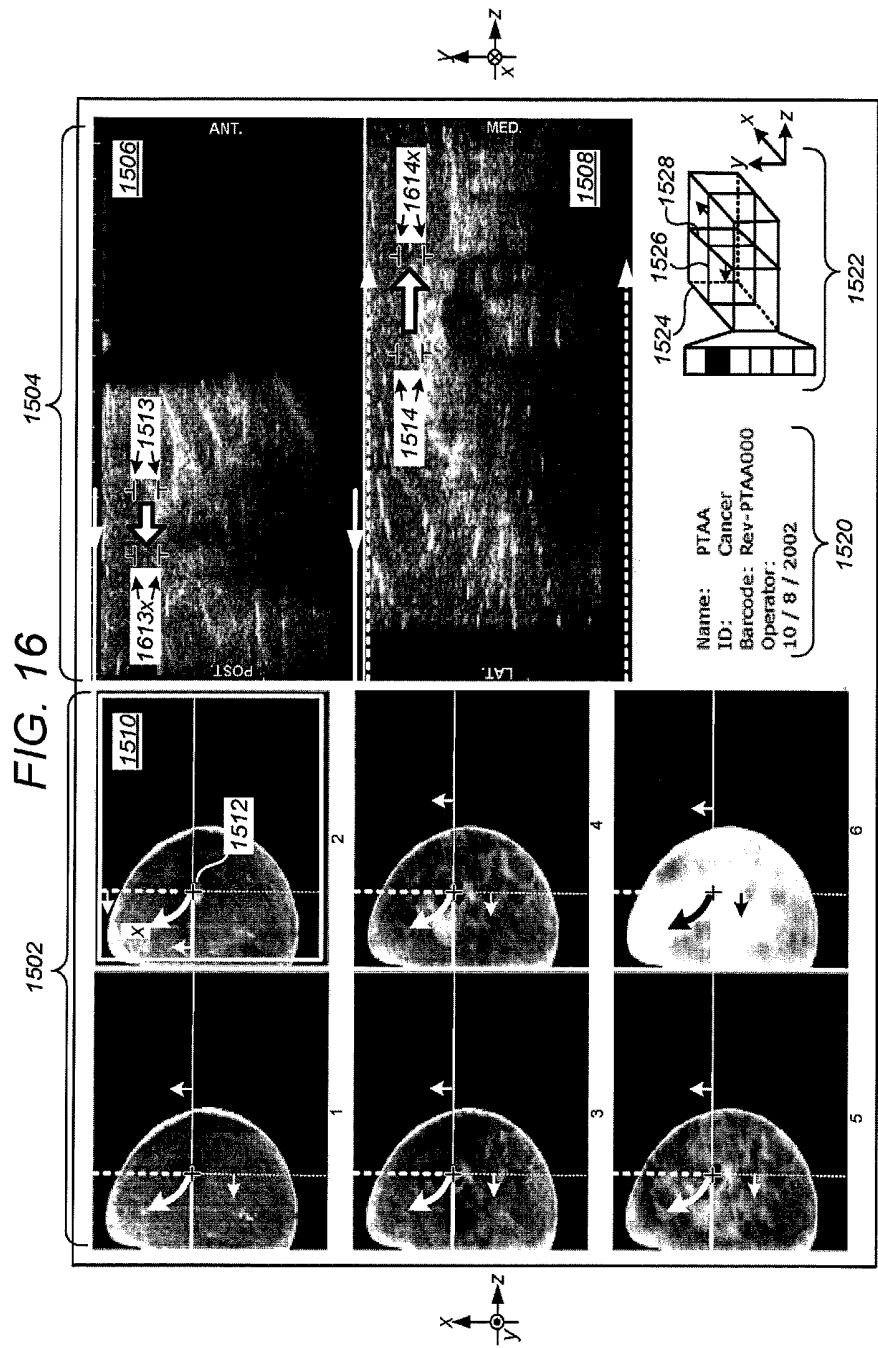 FIG. 16
1502
1504
1510
1512
x
1
2
3
4
5
6
1506
ANT.
POST.
1613x
1513
MED.
LAT.
1514
1614x
1508
Name: PTAA
ID: Cancer
Barcode: Rev-PTAA000
Operator:
10 / 8 / 2002
1520
1524
1526
1528
y
x
z
1522
x
y
z
y
x
z